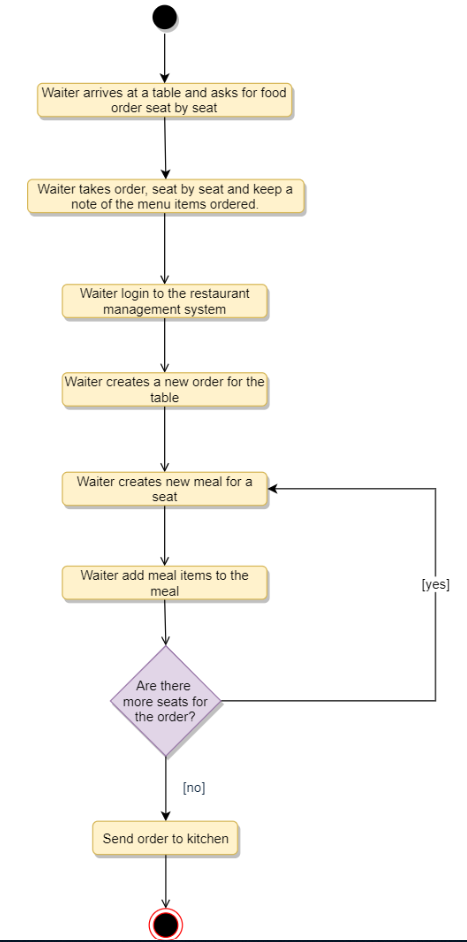 Waiter arrives at a table and asks for food
order seat by seat
Waiter takes order, seat by seat and keep a
note of the menu items ordered.
Waiter login to the restaurant
management system
Waiter creates a new order for the
table
Waiter creates new meal for a
seat
Waiter add meal items to the
meal
[yes]
Are there
more seats for
the order?
[no]
Send order to kitchen